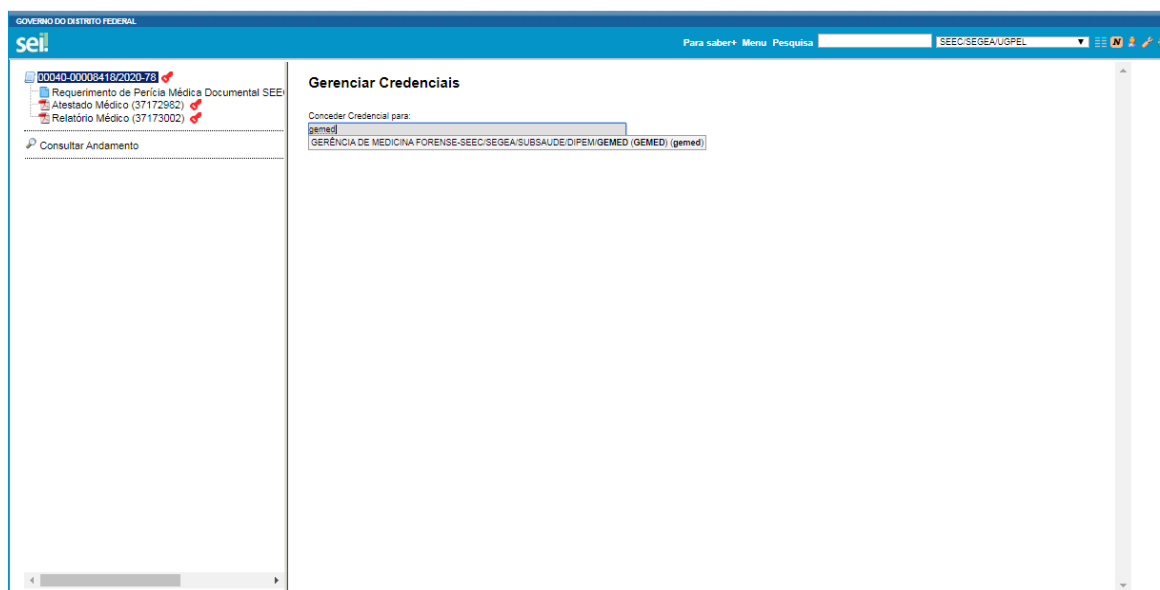 GOVERNO DO DISTRITO FEDERAL
sei!
Para saber+ Menu Pesquisa
SEEC/SEGEA/UGPEL
00040-00008418/2020-78
Requerimento de Perícia Médica Documental SEE
Atestado Médico (37172982)
Relatório Médico (37173002)
Consultar Andamento
Gerenciar Credenciais
Conceder Credencial para:
gemed
GERÊNCIA DE MEDICINA FORENSE-SEEC/SEGEA/SUBSAUDE/DIPEM/GEMED (GEMED) (gemed)